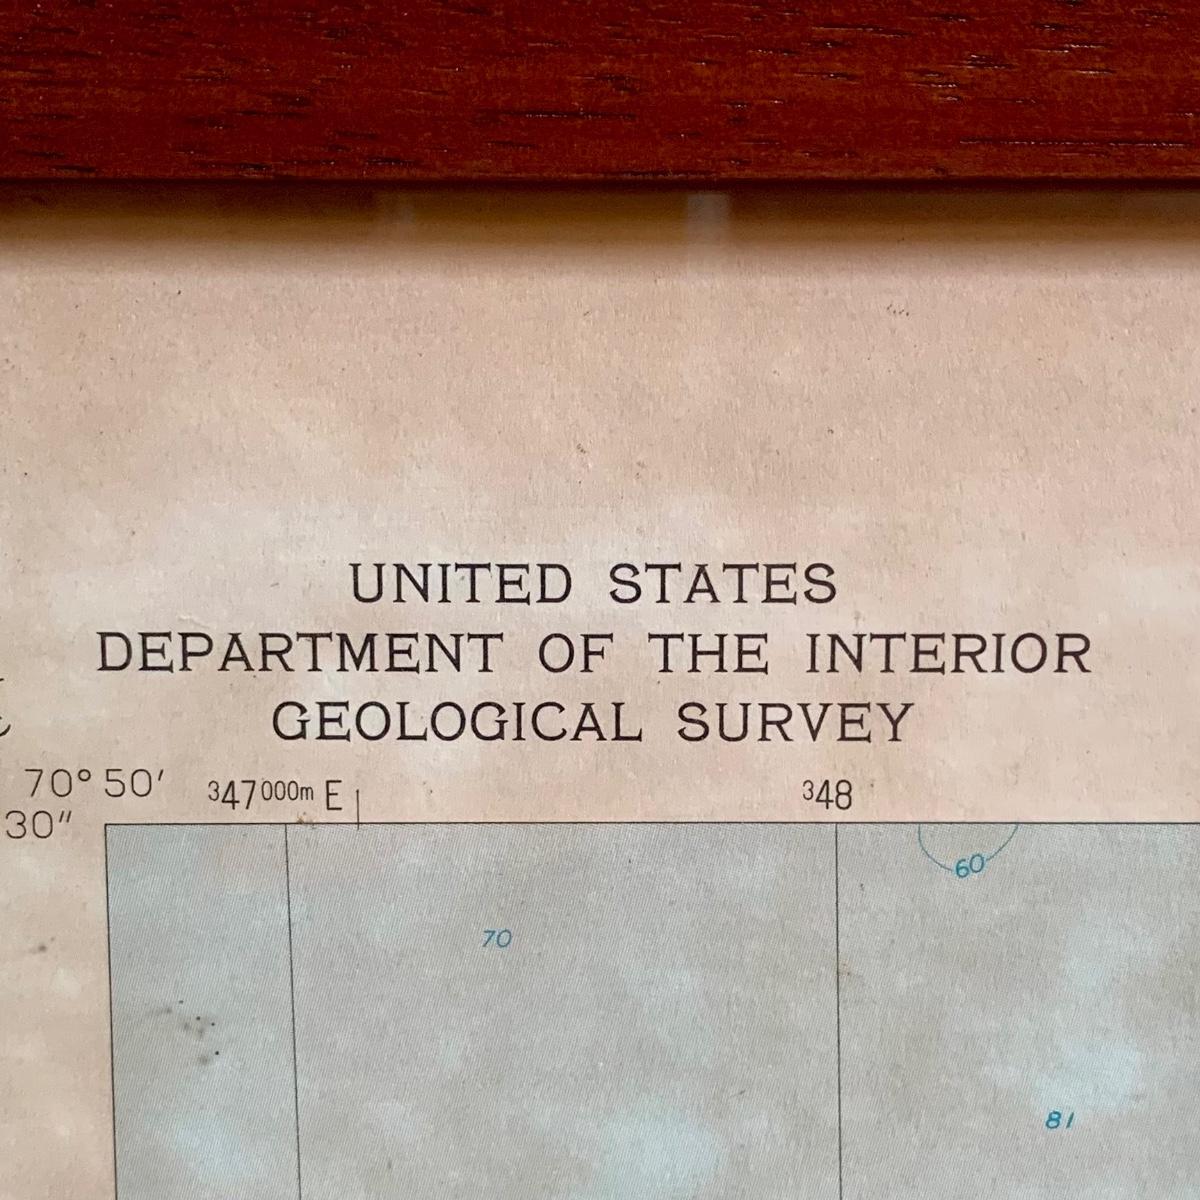 UNITED STATES
DEPARTMENT OF THE INTERIOR
GEOLOGICAL SURVEY
70° 50′ 347000m E 348
30″
60
70
81